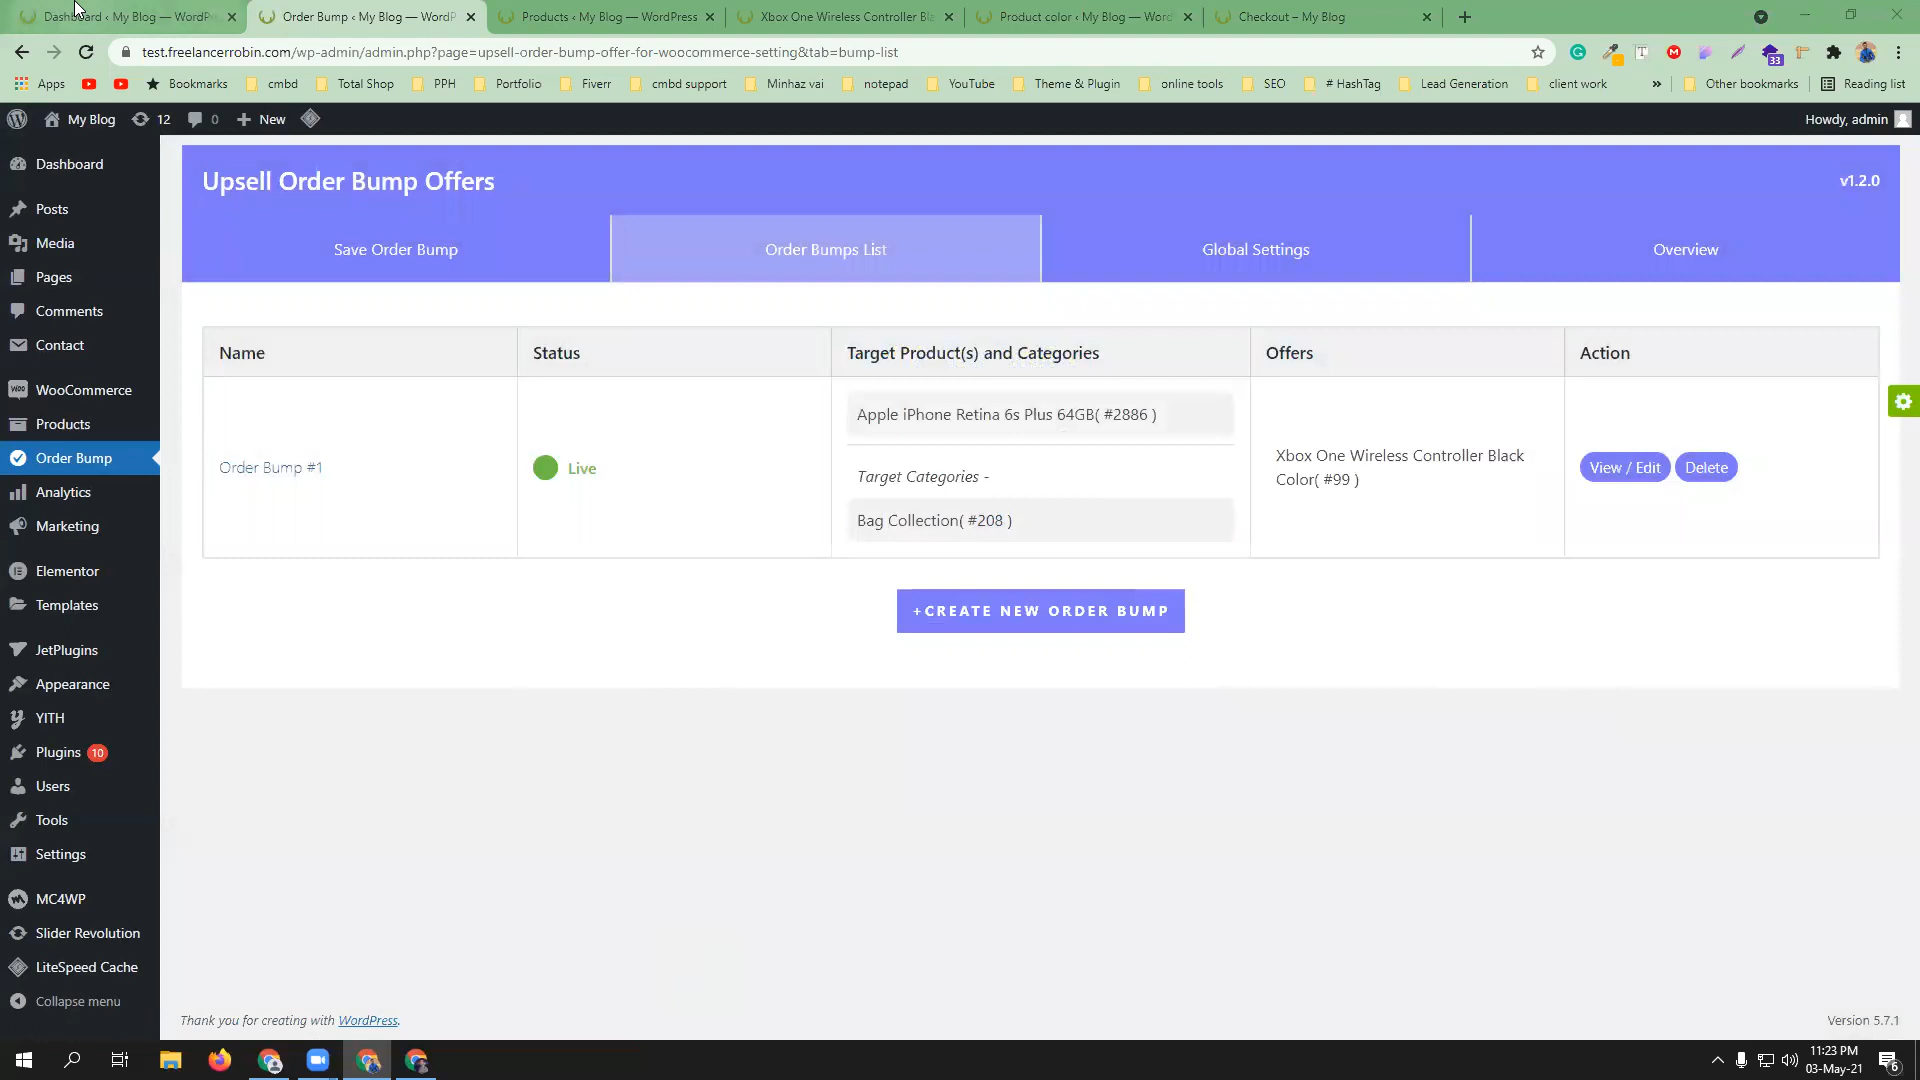 Dashboard ‹ My Blog — WordPr
Order Bump ‹ My Blog — WordP
Products ‹ My Blog — WordPress
Xbox One Wireless Controller Bla
Product color ‹ My Blog — Word
Checkout – My Blog
test.freelancerrobin.com/wp-admin/admin.php?page=upsell-order-bump-offer-for-woocommerce-setting&tab=bump-list
33
Apps
Bookmarks
cmbd
Total Shop
PPH
Portfolio
Fiverr
cmbd support
Minhaz vai
notepad
YouTube
Theme & Plugin
online tools
SEO
# HashTag
Lead Generation
client work
»
Other bookmarks
Reading list
My Blog
12
0
New
Howdy, admin
Dashboard
Posts
Media
Pages
Comments
Contact
WooCommerce
Products
Order Bump
Analytics
Marketing
Elementor
Templates
JetPlugins
Appearance
YITH
Plugins 10
Users
Tools
Settings
MC4WP
Slider Revolution
LiteSpeed Cache
Collapse menu
Upsell Order Bump Offers
v1.2.0
Save Order Bump
Order Bumps List
Global Settings
Overview
Name
Status
Target Product(s) and Categories
Offers
Action
Order Bump #1
Live
Apple iPhone Retina 6s Plus 64GB( #2886 )
Target Categories -
Bag Collection( #208 )
Xbox One Wireless Controller Black
Color( #99 )
View / Edit
Delete
+CREATE NEW ORDER BUMP
Thank you for creating with WordPress.
Version 5.7.1
11:23 PM
03-May-21
6